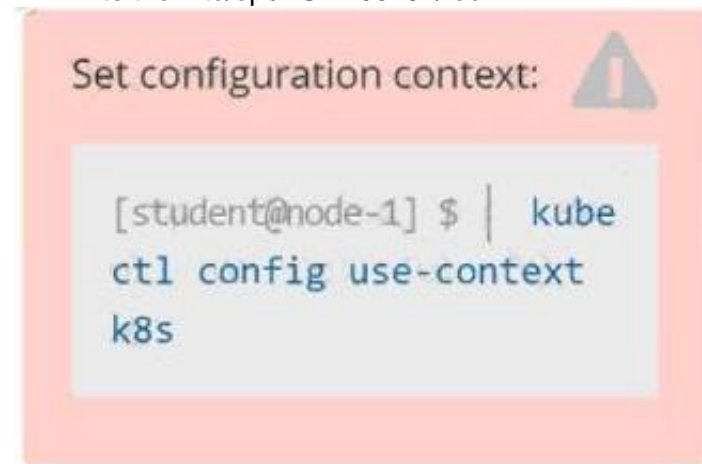 Set configuration context:
[student@node-1] $ | kube
ctl config use-context
k8s